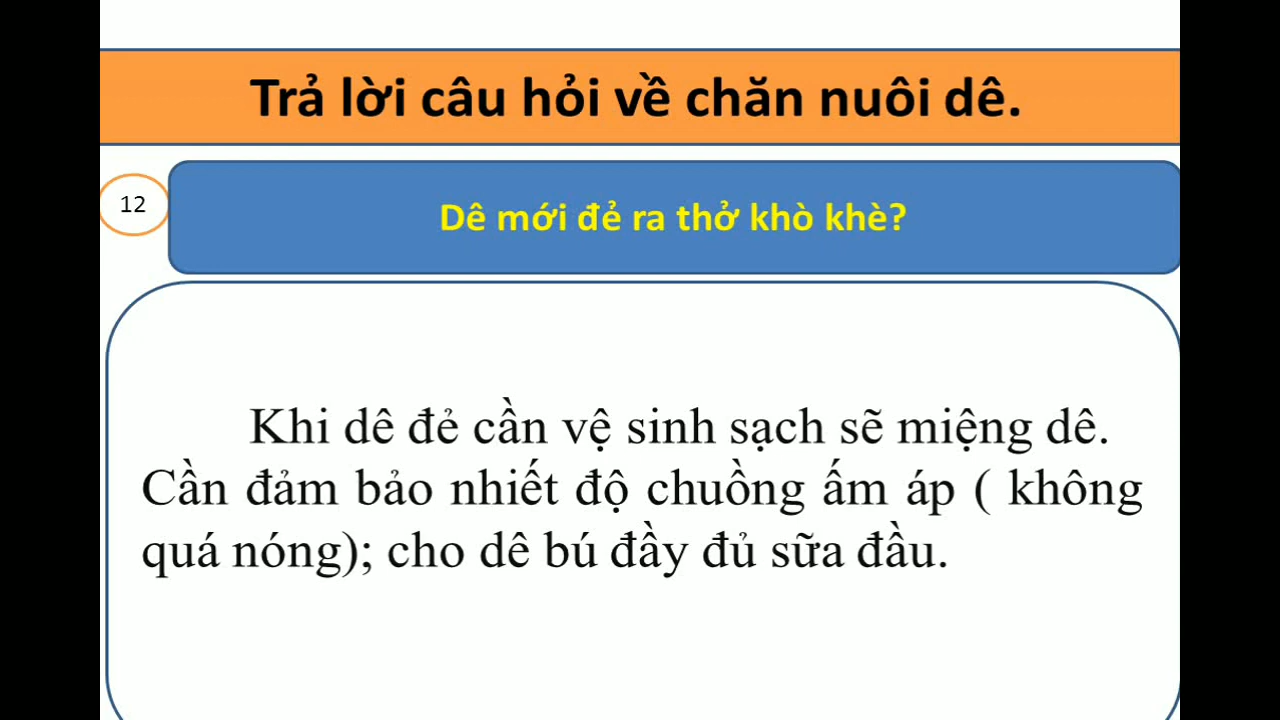 Trả lời câu hỏi về chăn nuôi dê.
12
Dê mới đẻ ra thở khò khè?
Khi dê đẻ cần vệ sinh sạch sẽ miệng dê.
Cần đảm bảo nhiết độ chuồng ấm áp ( không
quá nóng); cho dê bú đầy đủ sữa đầu.